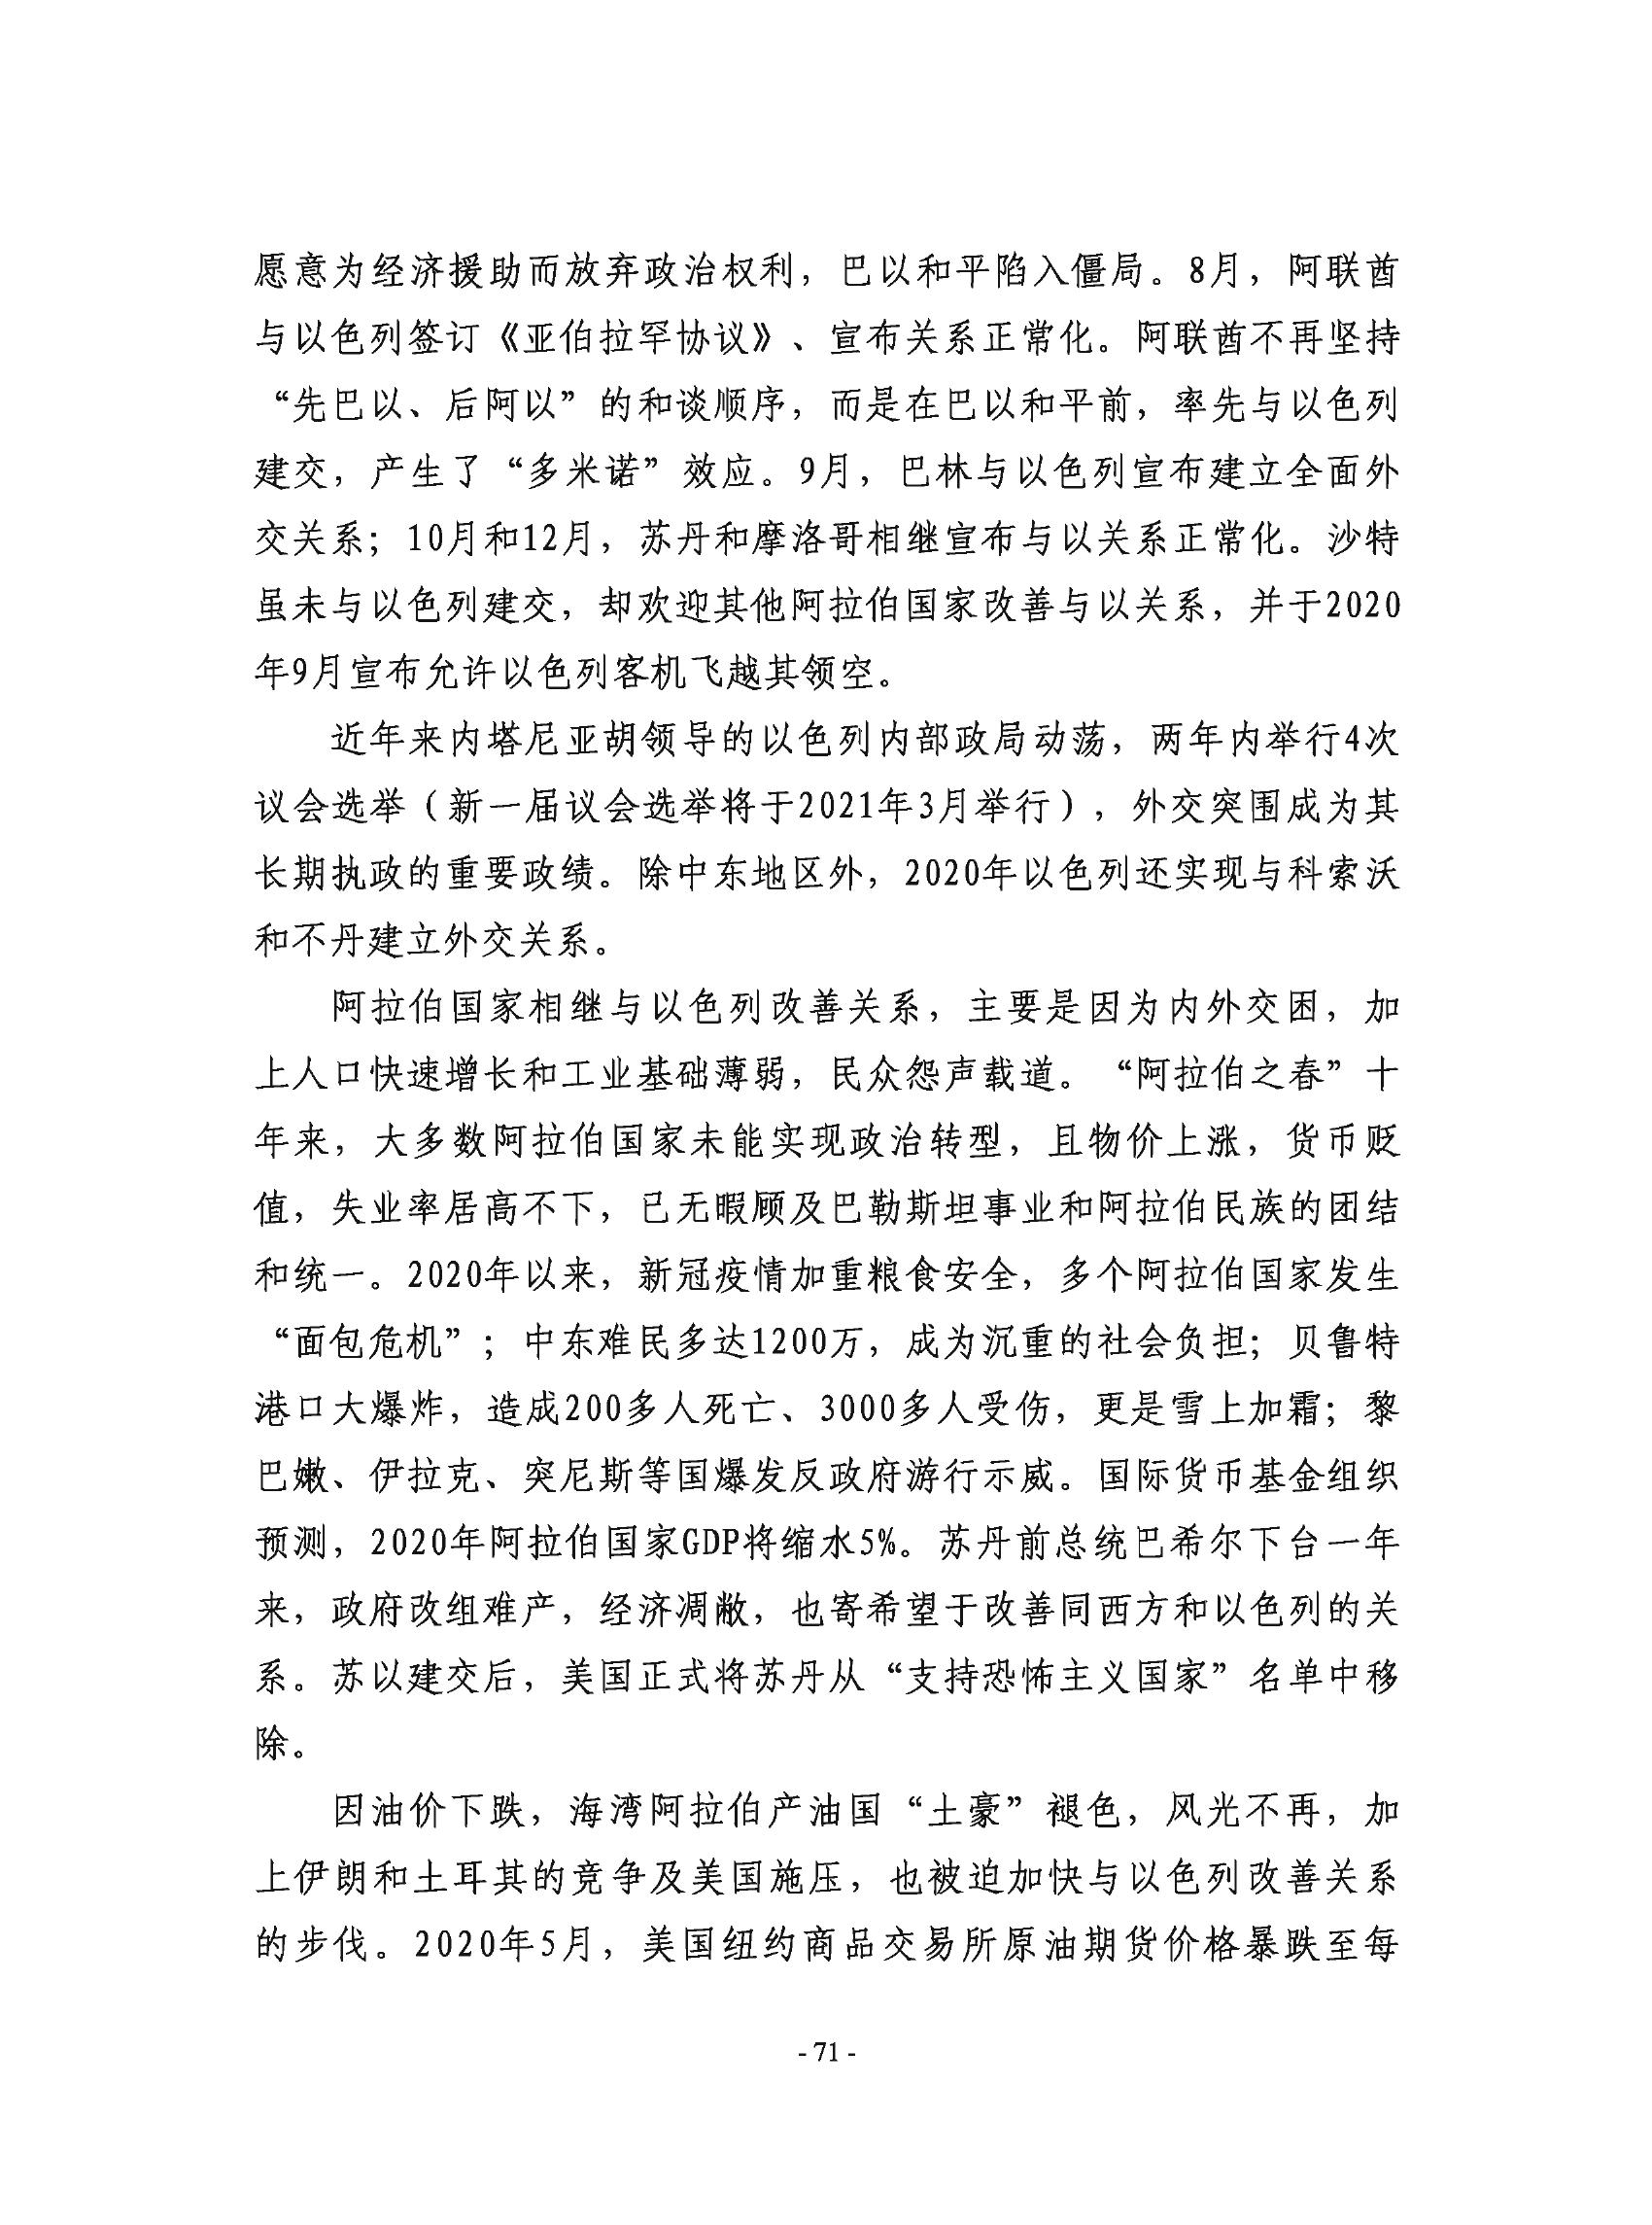 愿意为经济援助而放弃政治权利，巴以和平陷入僵局。8月，阿联酋
与以色列签订《亚伯拉罕协议》、宣布关系正常化。阿联酋不再坚持
“先巴以、后阿以”的和谈顺序，而是在巴以和平前，率先与以色列
建交，产生了“多米诺”效应。9月，巴林与以色列宣布建立全面外
交关系；10月和12月，苏丹和摩洛哥相继宣布与以关系正常化。沙特
虽未与以色列建交，却欢迎其他阿拉伯国家改善与以关系，并于2020
年9月宣布允许以色列客机飞越其领空。
近年来内塔尼亚胡领导的以色列内部政局动荡，两年内举行4次
议会选举（新一届议会选举将于2021年3月举行），外交突围成为其
长期执政的重要政绩。除中东地区外，2020年以色列还实现与科索沃
和不丹建立外交关系。
阿拉伯国家相继与以色列改善关系，主要是因为内外交困，加
上人口快速增长和工业基础薄弱，民众怨声载道。“阿拉伯之春”十
年来，大多数阿拉伯国家未能实现政治转型，且物价上涨，货币贬
值，失业率居高不下，已无暇顾及巴勒斯坦事业和阿拉伯民族的团结
和统一。2020年以来，新冠疫情加重粮食安全，多个阿拉伯国家发生
“面包危机”；中东难民多达1200万，成为沉重的社会负担；贝鲁特
港口大爆炸，造成200多人死亡、3000多人受伤，更是雪上加霜；黎
巴嫩、伊拉克、突尼斯等国爆发反政府游行示威。国际货币基金组织
预测，2020年阿拉伯国家GDP将缩水5%。苏丹前总统巴希尔下台一年
来，政府改组难产，经济凋敝，也寄希望于改善同西方和以色列的关
系。苏以建交后，美国正式将苏丹从“支持恐怖主义国家”名单中移
除。
因油价下跌，海湾阿拉伯产油国“土豪”褪色，风光不再，加
上伊朗和土耳其的竞争及美国施压，也被迫加快与以色列改善关系
的步伐。2020年5月，美国纽约商品交易所原油期货价格暴跌至每
- 71 -